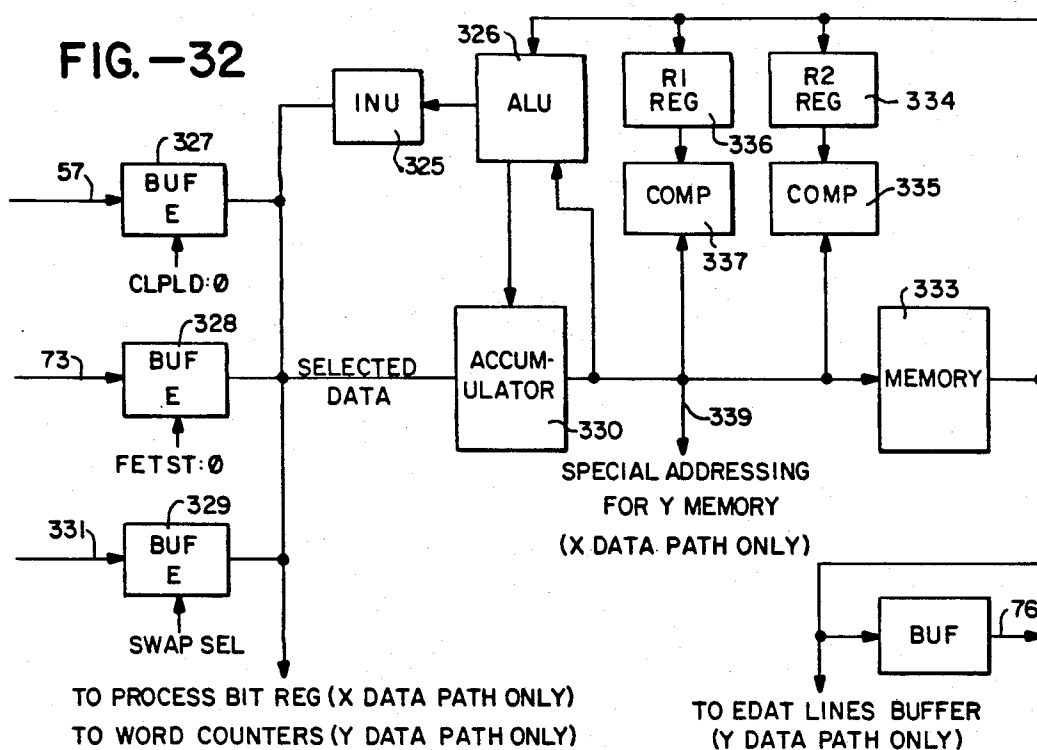 FIG.-32
326
INU
325
ALU
R1
REG
336
R2
REG
334
327
57
BUF
E
CLPLD:0
COMP
337
COMP
335
328
73
BUF
E
FETST:0
SELECTED
DATA
ACCUM-
ULATOR
330
333
MEMORY
339
SPECIAL ADDRESSING
FOR Y MEMORY
(X DATA PATH ONLY)
329
331
BUF
E
SWAP SEL
BUF
76
TO PROCESS BIT REG (X DATA PATH ONLY)
TO WORD COUNTERS (Y DATA PATH ONLY)
TO EDAT LINES BUFFER
(Y DATA PATH ONLY)